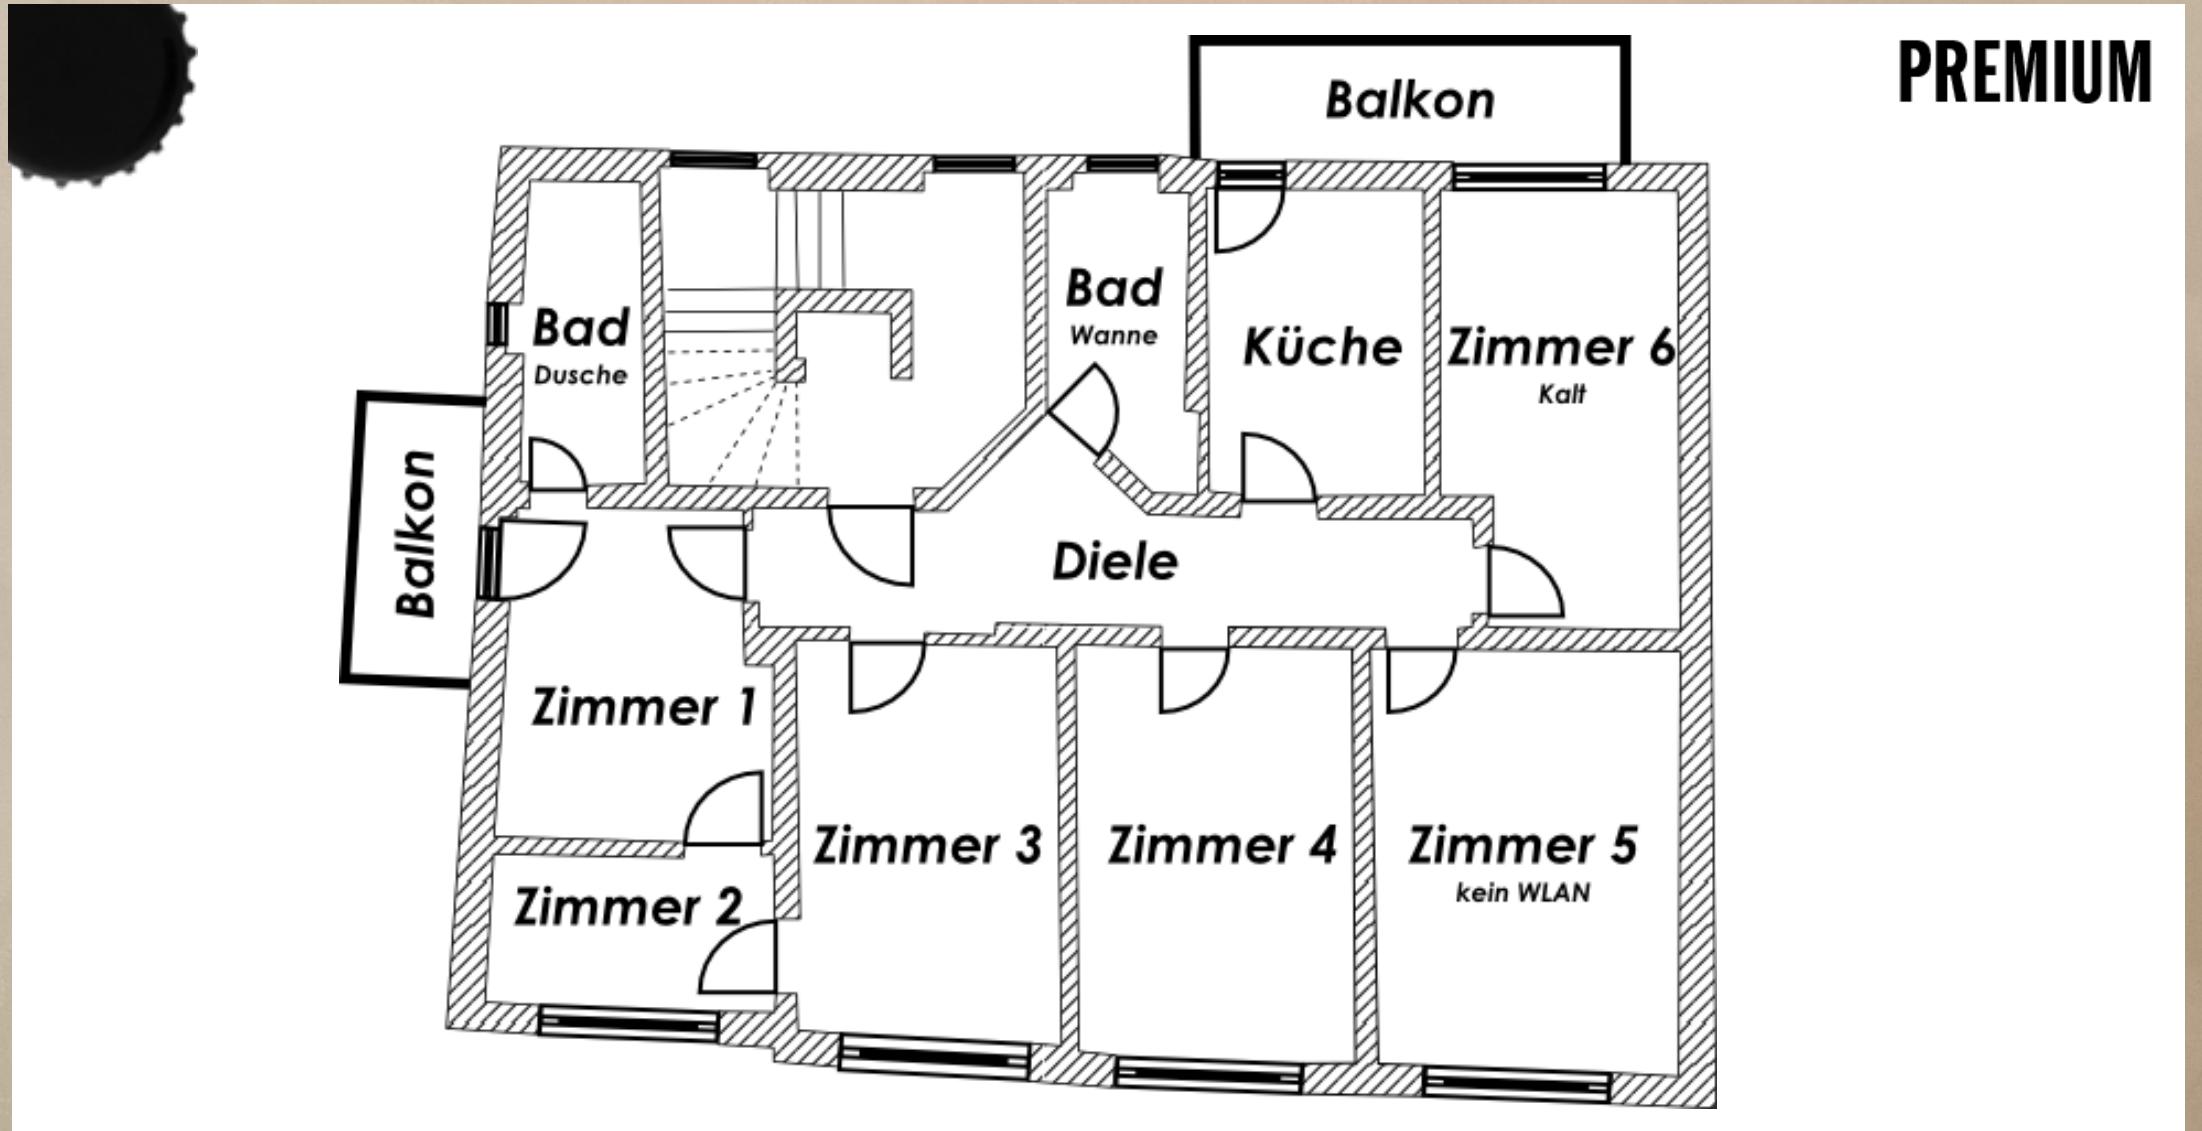 PREMIUM
Balkon
Bad
Dusche
Bad
Wanne
Küche
Zimmer 6
Kalt
Balkon
Diele
Zimmer 1
Zimmer 2
Zimmer 3
Zimmer 4
Zimmer 5
kein WLAN